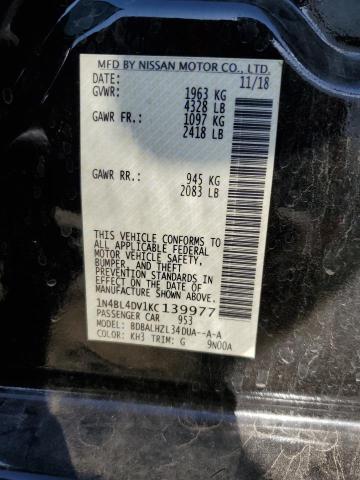 MFD BY NISSAN MOTOR CO., LTD.
DATE: 11/18
GVWR: 1963 KG
4328 LB
GAWR FR.: 1097 KG
2418 LB
GAWR RR.: 945 KG
2083 LB
THIS VEHICLE CONFORMS TO
ALL APPLICABLE FEDERAL
MOTOR VEHICLE SAFETY,
BUMPER, AND THEFT
PREVENTION STANDARDS
IN EFFECT ON THE DATE OF
MANUFACTURE SHOWN ABOVE.
1N4BL4DV1KC139977
PASSENGER CAR 953
MODEL: BDBALHZL34DUA--A-A
COLOR: KH3 TRIM: G 9N00A